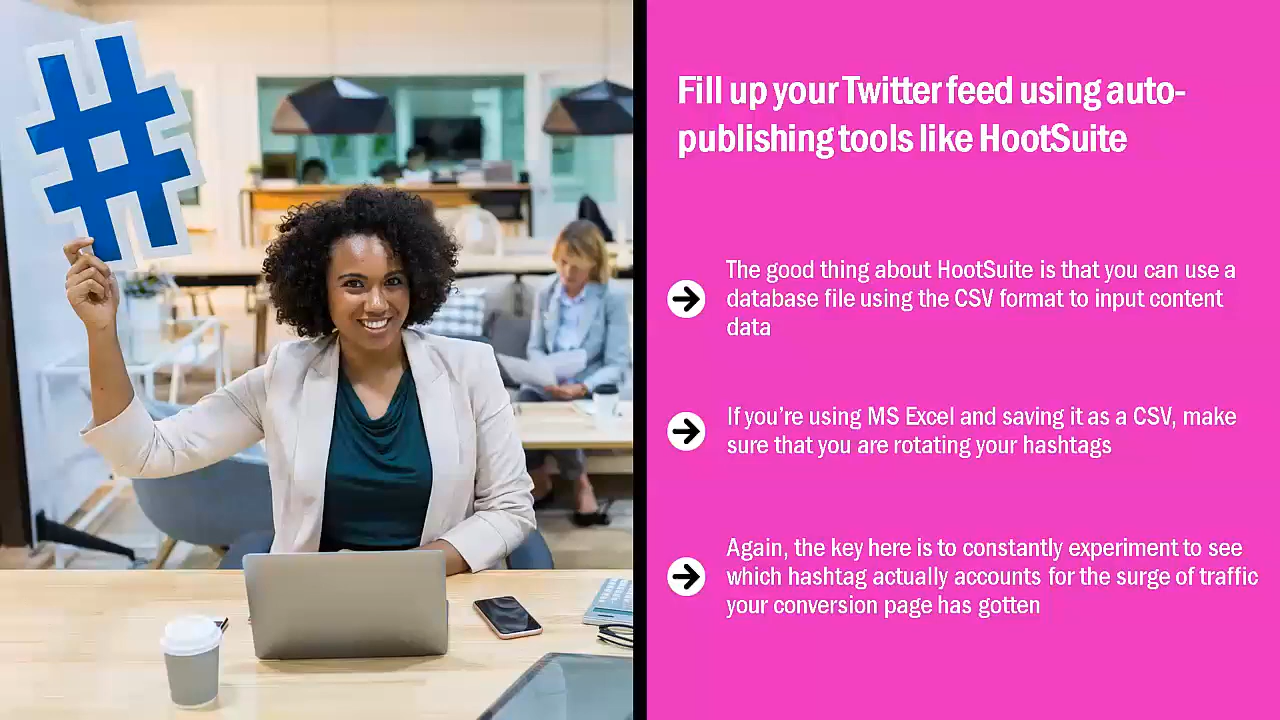 #
Fill up your Twitter feed using auto-
publishing tools like HootSuite
The good thing about HootSuite is that you can use a
database file using the CSV format to input content
data
If you’re using MS Excel and saving it as a CSV, make
sure that you are rotating your hashtags
Again, the key here is to constantly experiment to see
which hashtag actually accounts for the surge of traffic
your conversion page has gotten